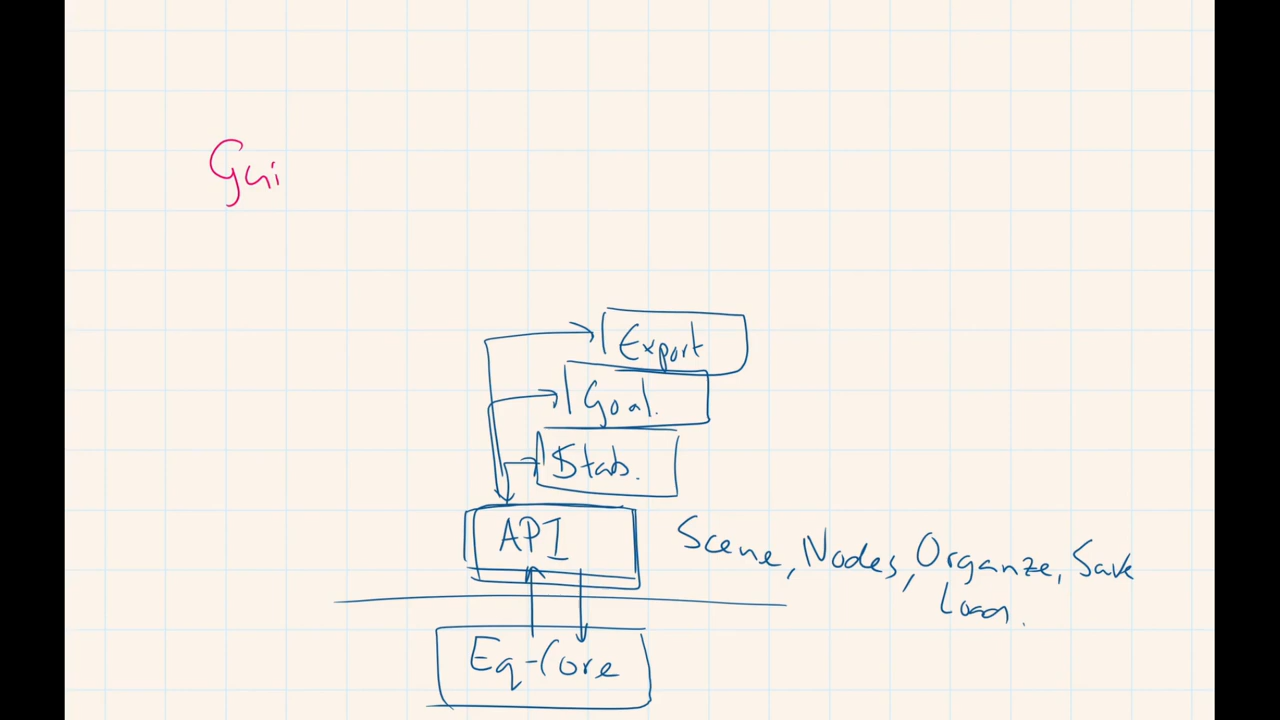 Gui
Export
Goal.
Stab.
API
Scene, Nodes, Organze, Save
Load.
Eq-Core